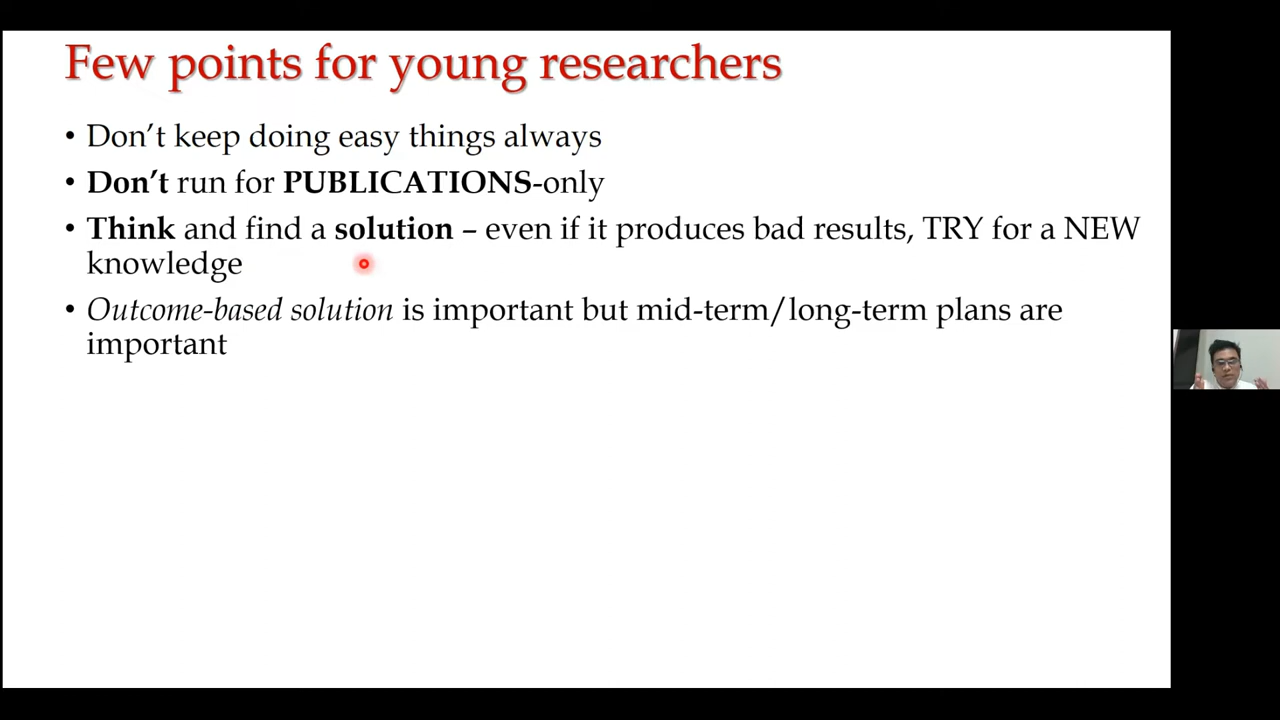 Few points for young researchers
• Don’t keep doing easy things always
• Don’t run for PUBLICATIONS-only
• Think and find a solution – even if it produces bad results, TRY for a NEW
knowledge
• Outcome-based solution is important but mid-term/long-term plans are
important